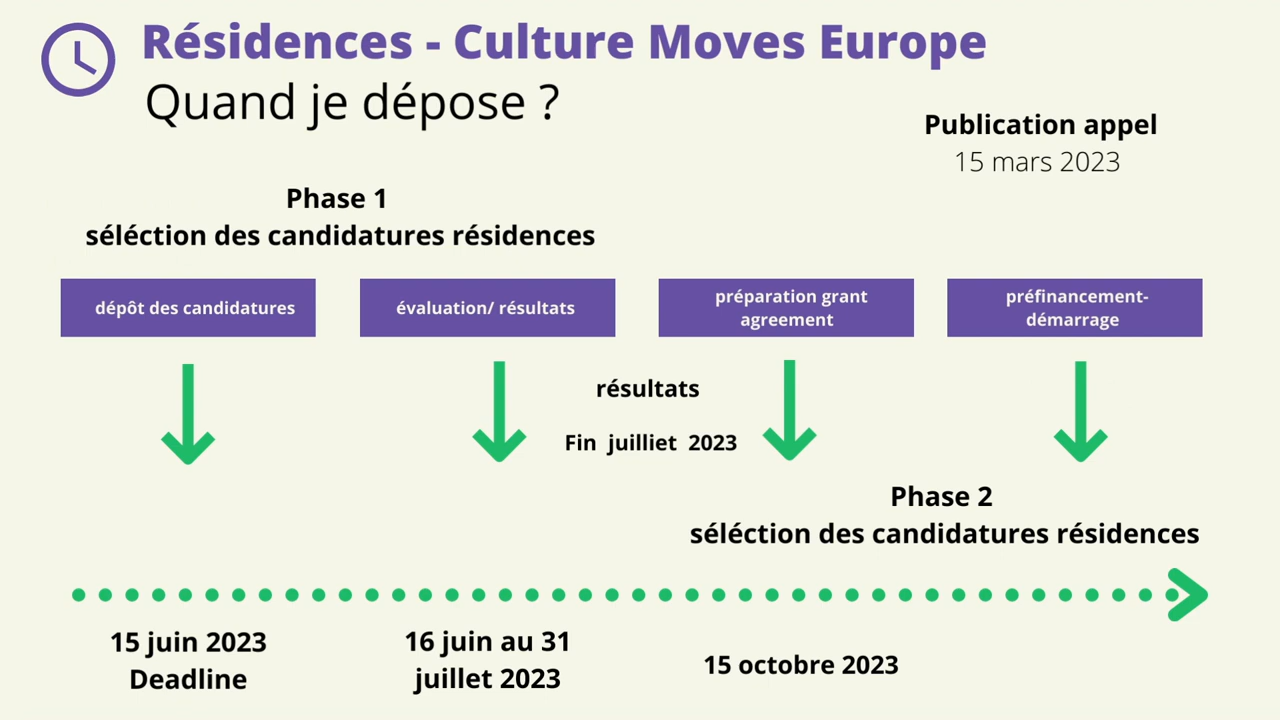 Résidences - Culture Moves Europe
Quand je dépose ?
Publication appel
15 mars 2023
Phase 1
séléction des candidatures résidences
dépôt des candidatures
évaluation/ résultats
préparation grant
agreement
préfinancement-
démarrage
résultats
Fin juilliet 2023
Phase 2
séléction des candidatures résidences
15 juin 2023
Deadline
16 juin au 31
juillet 2023
15 octobre 2023